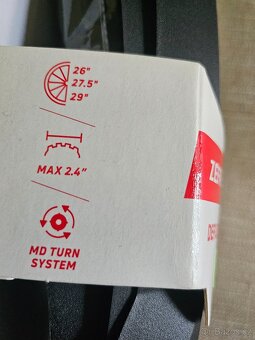 26"
27.5"
29"
MAX 2.4"
MD TURN
SYSTEM